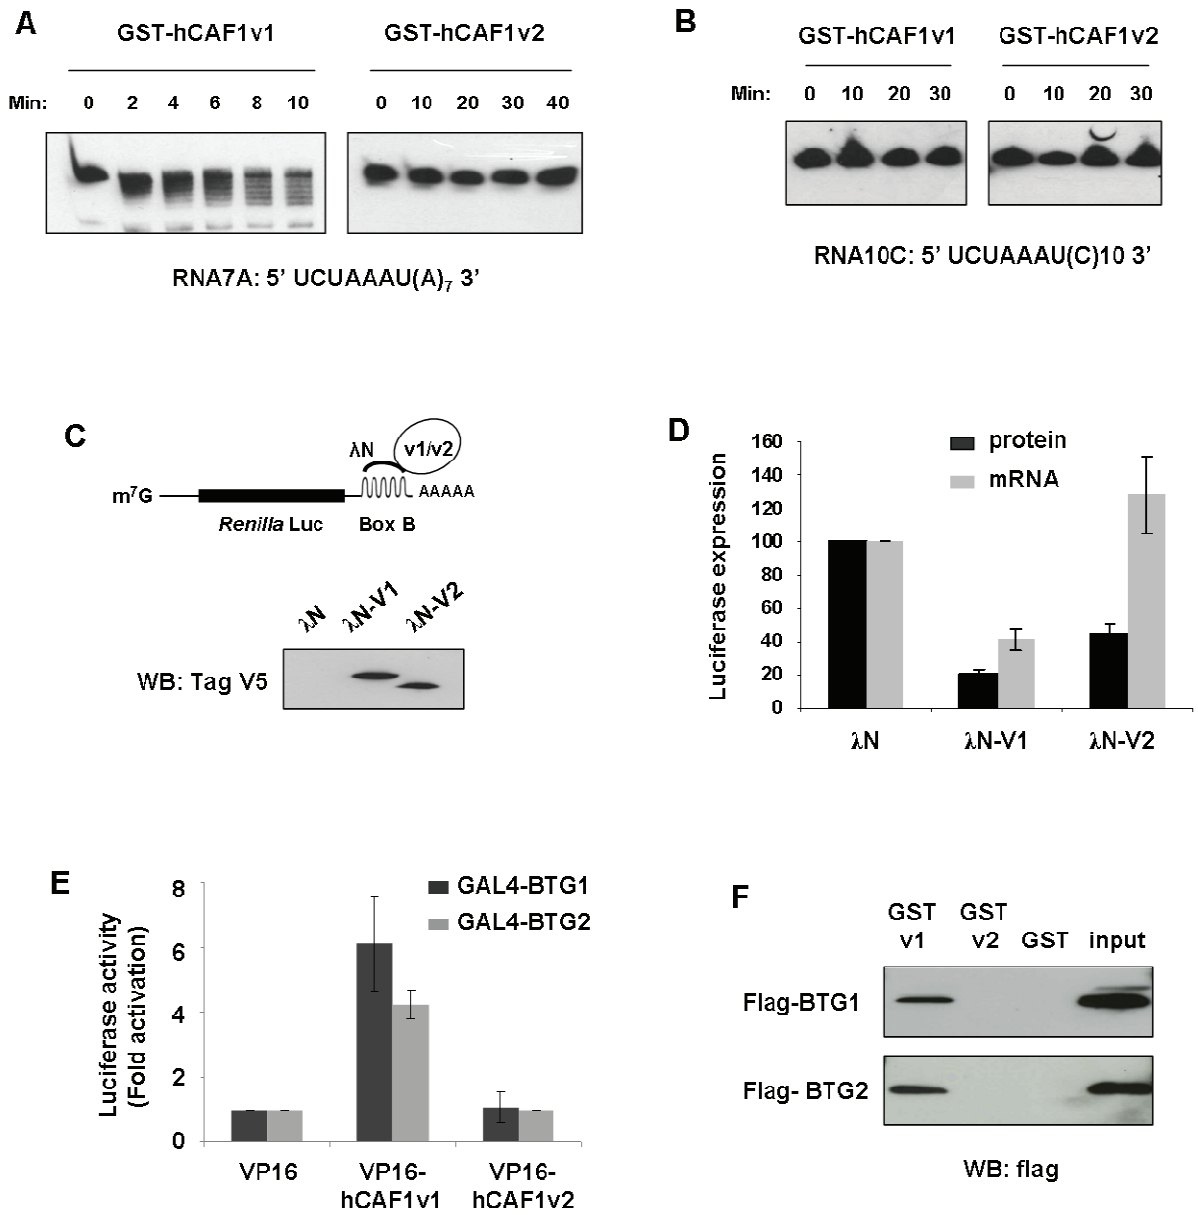 A
GST-hCAF1v1
GST-hCAF1v2
Min: 0 2 4 6 8 10
0 10 20 30 40
RNA7A: 5’ UCUAAAU(A)7 3’
B
GST-hCAF1v1
GST-hCAF1v2
Min: 0 10 20 30
0 10 20 30
RNA10C: 5’ UCUAAAU(C)10 3’
C
λN
v1/v2
m7G
AAAAA
Renilla Luc
Box B
λN
λN-V1
λN-V2
WB: Tag V5
D
Luciferase expression
160
140
120
100
80
60
40
20
0
protein
mRNA
λN
λN-V1
λN-V2
E
Luciferase activity
(Fold activation)
8
6
4
2
0
GAL4-BTG1
GAL4-BTG2
VP16
VP16-
hCAF1v1
VP16-
hCAF1v2
F
GST
v1
GST
v2
GST
input
Flag-BTG1
Flag- BTG2
WB: flag